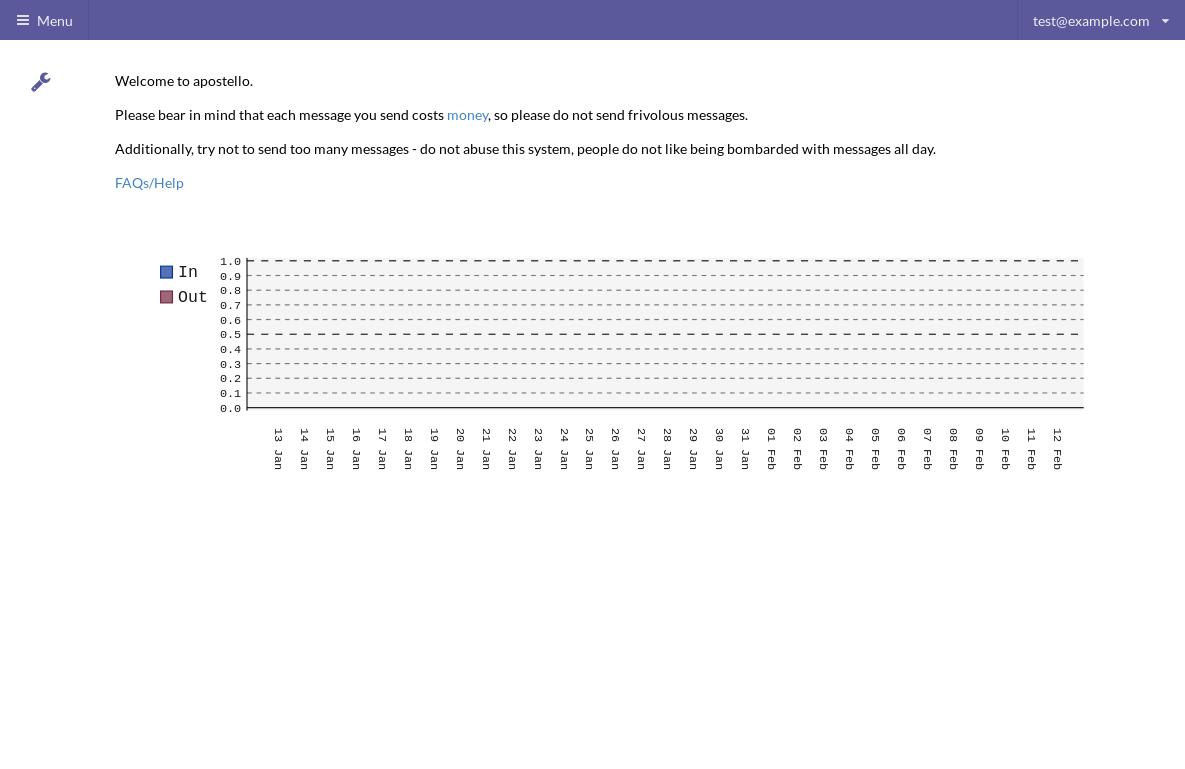 Menu
test@example.com
Welcome to apostello.
Please bear in mind that each message you send costs money, so please do not send frivolous messages.
Additionally, try not to send too many messages - do not abuse this system, people do not like being bombarded with messages all day.
FAQs/Help
In
Out
1.0
0.9
0.8
0.7
0.6
0.5
0.4
0.3
0.2
0.1
0.0
13 Jan
14 Jan
15 Jan
16 Jan
17 Jan
18 Jan
19 Jan
20 Jan
21 Jan
22 Jan
23 Jan
24 Jan
25 Jan
26 Jan
27 Jan
28 Jan
29 Jan
30 Jan
31 Jan
01 Feb
02 Feb
03 Feb
04 Feb
05 Feb
06 Feb
07 Feb
08 Feb
09 Feb
10 Feb
11 Feb
12 Feb